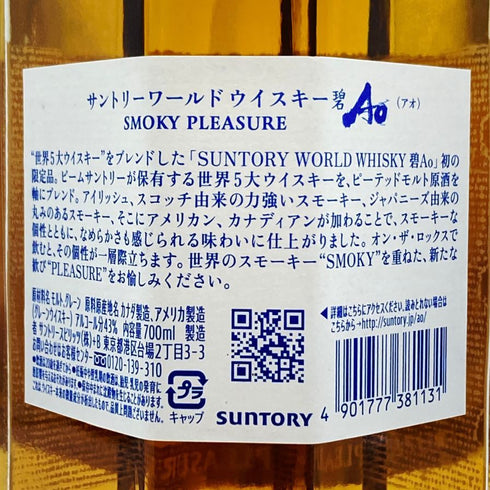 サントリーワールドウイスキー碧Ao（アオ）
SMOKY PLEASURE
“世界5大ウイスキー”をブレンドした「SUNTORY WORLD WHISKY 碧Ao」初の
限定品。ビームサントリーが保有する世界5大ウイスキーを、ピーテッドモルト原酒を
軸にブレンド。アイリッシュ、スコッチ由来の力強いスモーキー、ジャパニーズ由来の
丸みのあるスモーキー、そこにアメリカン、カナディアンが加わることで、スモーキーな
個性とともに、なめらかさも感じられる味わいに仕上がりました。オン・ザ・ロックスで
飲むと、その個性が一層際立ちます。世界のスモーキー“SMOKY”を重ねた、新たな
歓び“PLEASURE”をお愉しみください。
原材料名 モルト、グレーン 原料原産地名 カナダ製造、アメリカ製造
（グレーンウイスキー） アルコール分43% 内容量700ml 製造
者 サントリースピリッツ（株）+B 東京都港区台場2丁目3-3
お問い合わせ お客様センター 0120-139-310
プラ
キャップ
SUNTORY
詳細はこちらにアクセスください。読みとれない場合は
こちらから→http://suntory.jp/ao/
4 901777 381131